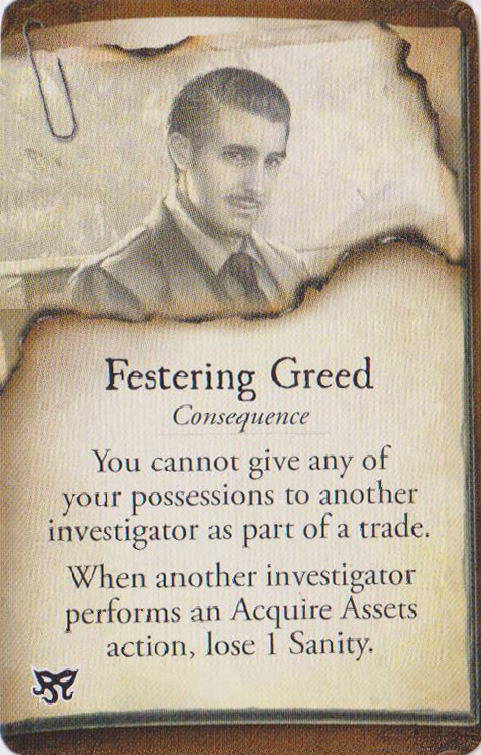 Festering Greed
Consequence
You cannot give any of
your possessions to another
investigator as part of a trade.
When another investigator
performs an Acquire Assets
action, lose 1 Sanity.